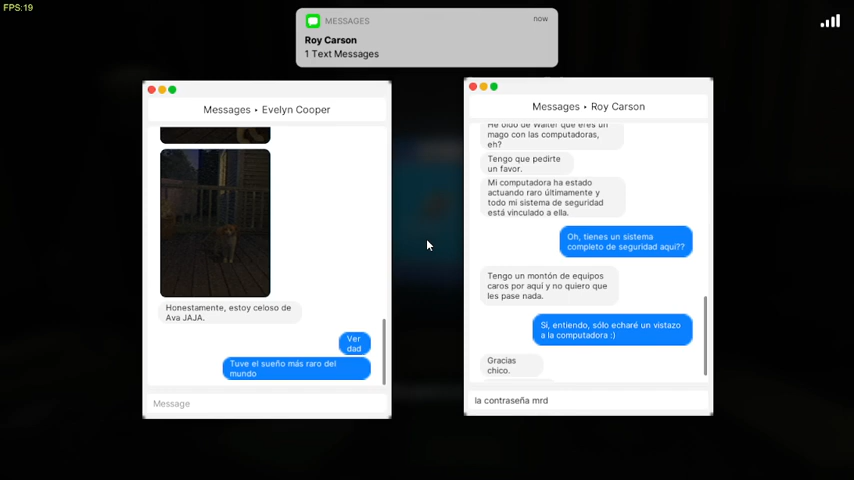 FPS:19
MESSAGES
now
Roy Carson
1 Text Messages
Messages ‣ Evelyn Cooper
Honestamente, estoy celoso de
Ava JAJA.
Ver
dad
Tuve el sueño más raro del
mundo
Message
Messages ‣ Roy Carson
He oído de Walter que eres un
mago con las computadoras,
eh?
Tengo que pedirte
un favor.
Mi computadora ha estado
actuando raro últimamente y
todo mi sistema de seguridad
está vinculado a ella.
Oh, tienes un sistema
completo de seguridad aquí??
Tengo un montón de equipos
caros por aquí y no quiero que
les pase nada.
Sí, entiendo, sólo echaré un vistazo
a la computadora :)
Gracias
chico.
la contraseña mrd